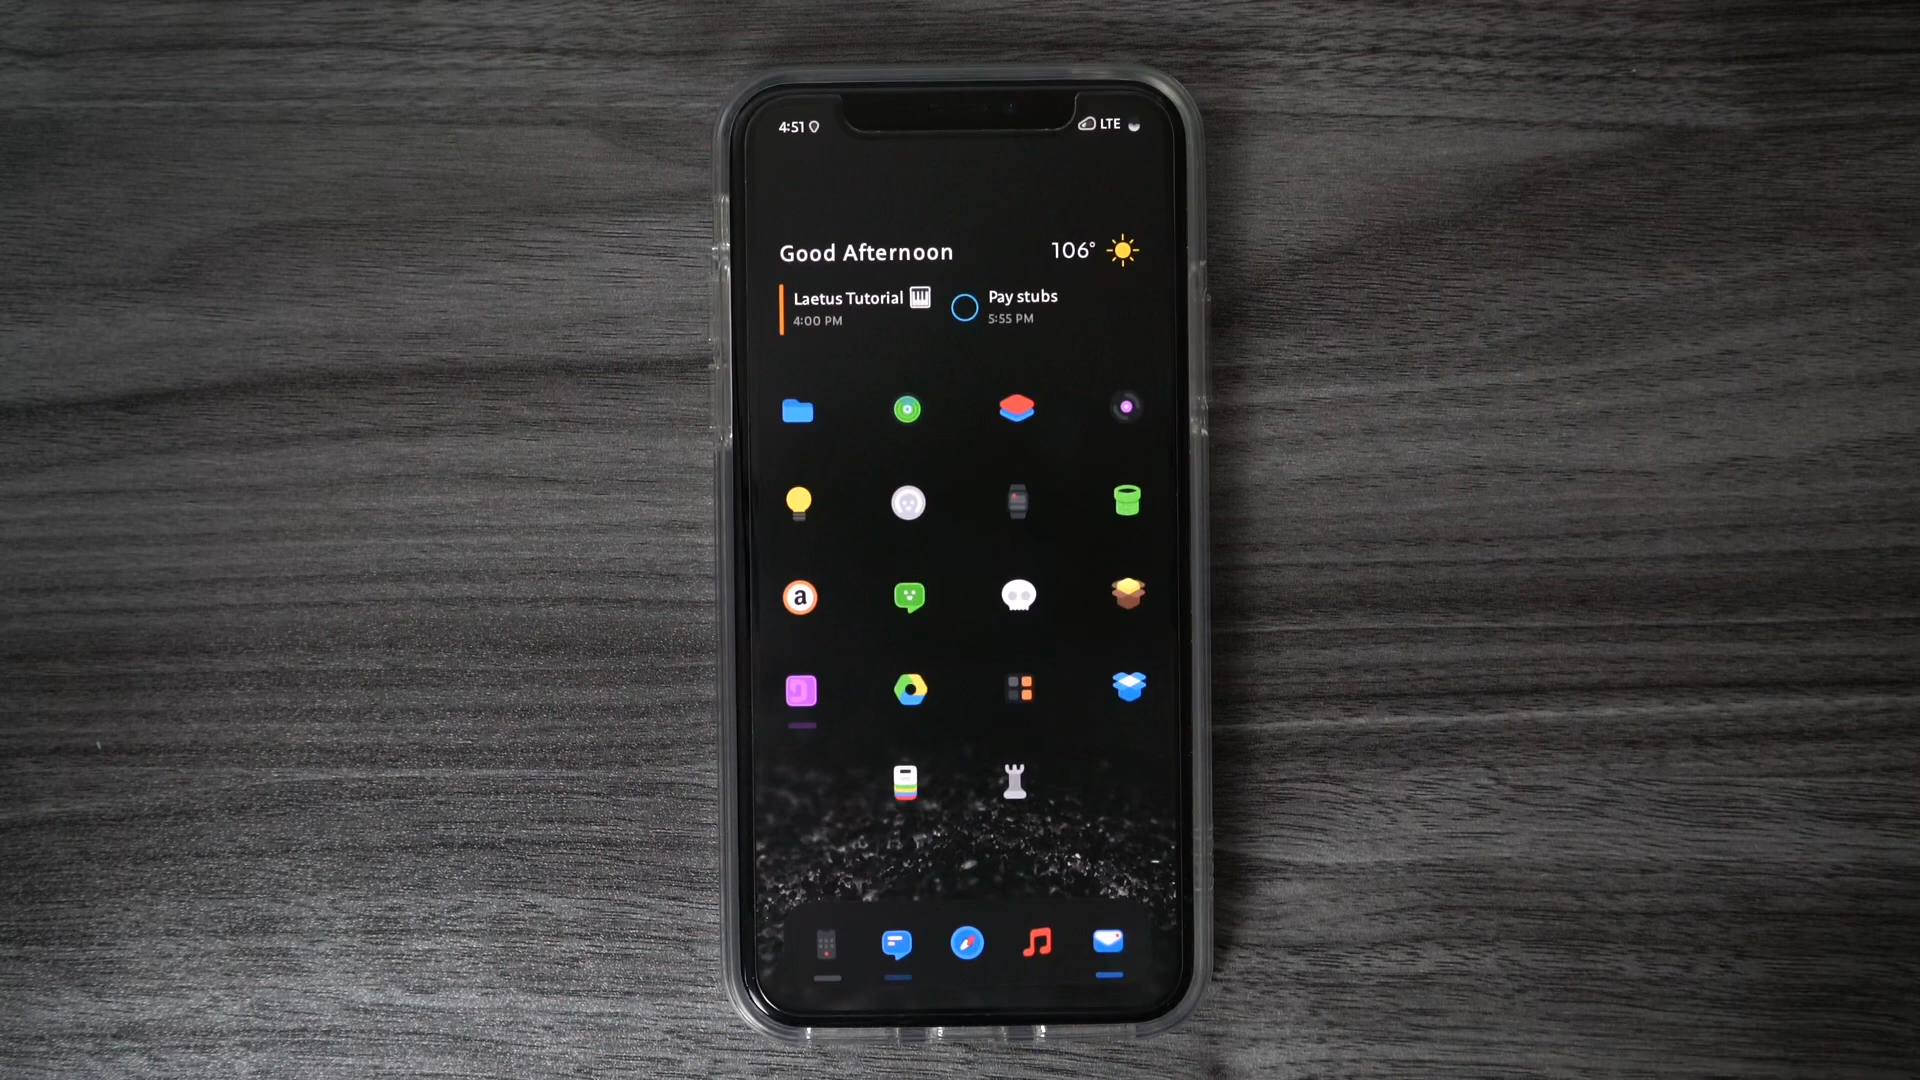 4:51 LTE
Good Afternoon 106°
Laetus Tutorial Pay stubs
4:00 PM 5:55 PM
a